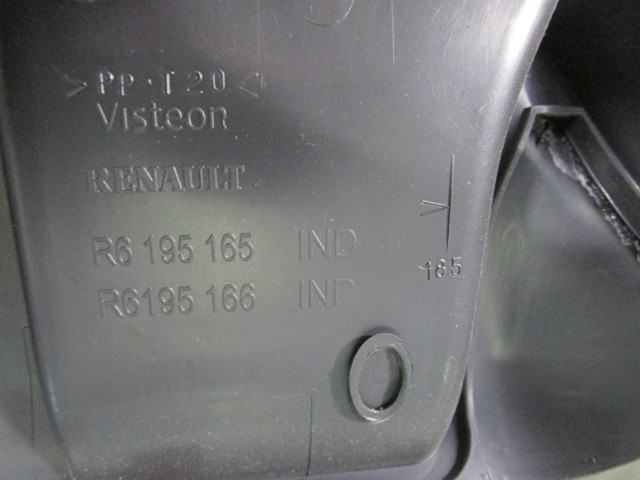 >PP-T20<
Visteon
RENAULT
R6 195 165 IND
R6195 166 IND
185